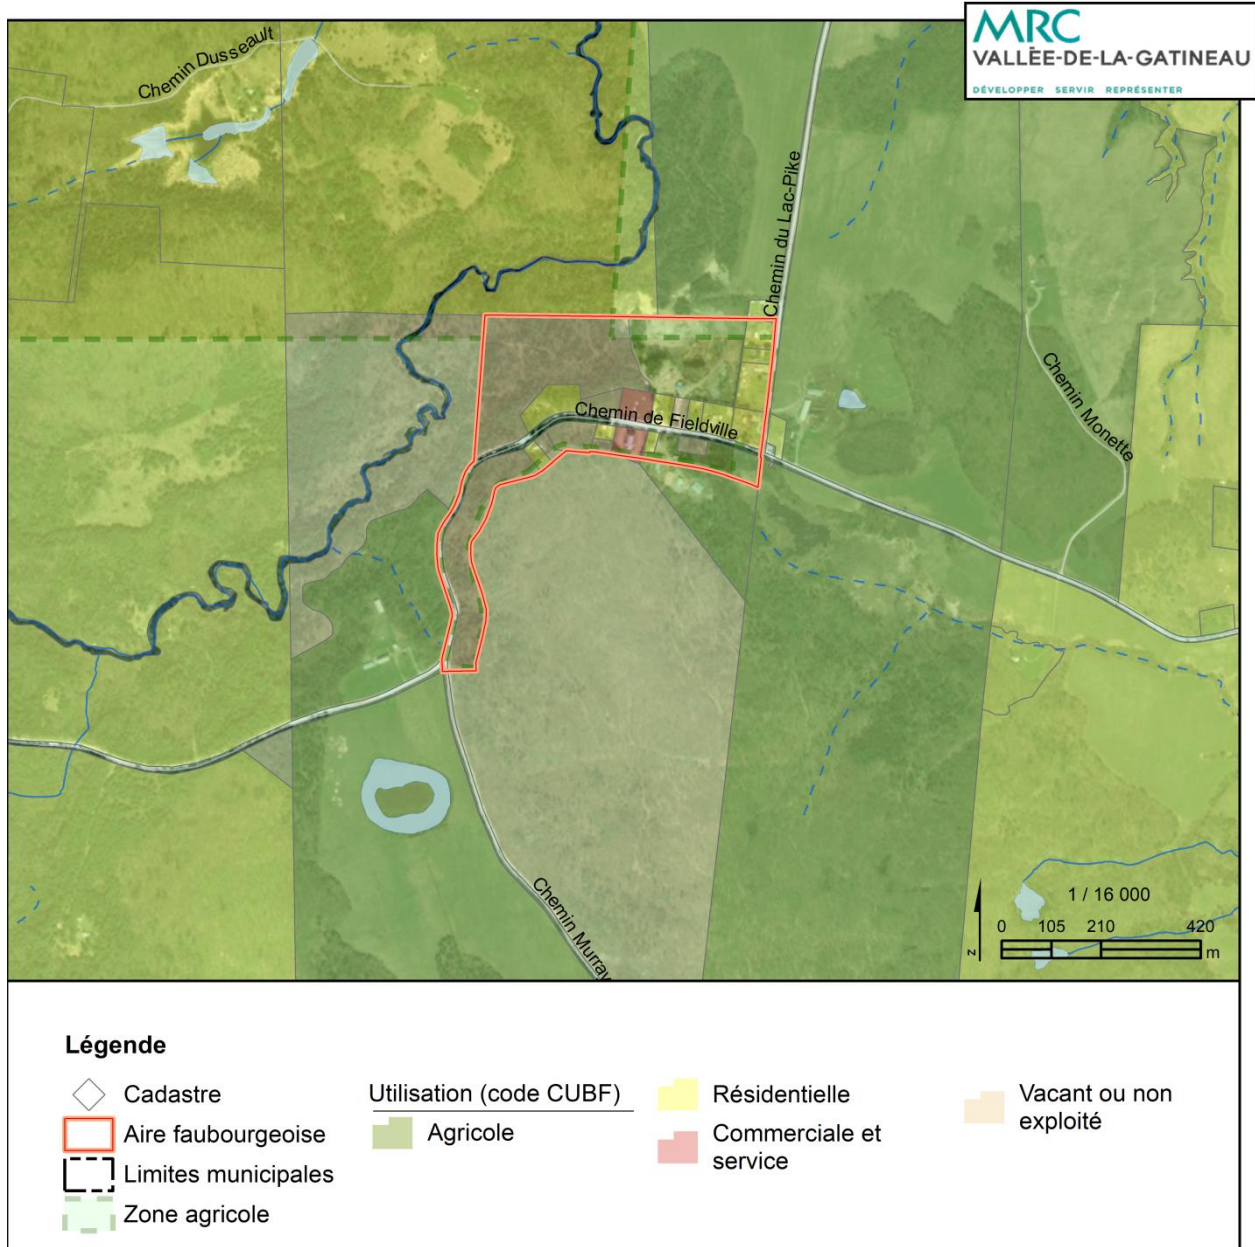 MRC
VALLÉE-DE-LA-GATINEAU
DÉVELOPPER SERVIR REPRÉSENTER
Chemin Dusseault
Chemin du Lac-Pike
Chemin de Fieldville
Chemin Monette
Chemin Murray
1 / 16 000
0 105 210 420
m
z
Légende
Cadastre
Aire faubourgeoise
Limites municipales
Zone agricole
Utilisation (code CUBF)
Agricole
Résidentielle
Commerciale et
service
Vacant ou non
exploité